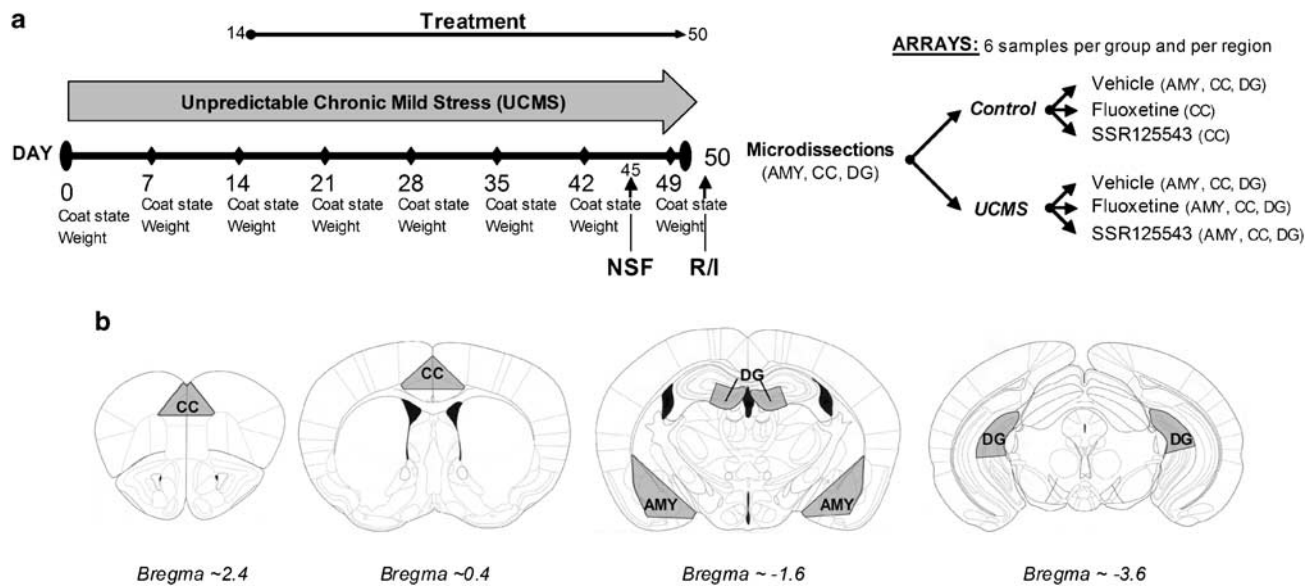 a
Treatment
14
50
Unpredictable Chronic Mild Stress (UCMS)
DAY
0
7
14
21
28
35
42
45
49
50
Coat state
Weight
Coat state
Weight
Coat state
Weight
Coat state
Weight
Coat state
Weight
Coat state
Weight
Coat state
Weight
Coat state
Weight
NSF
R/I
Microdissections
(AMY, CC, DG)
ARRAYS: 6 samples per group and per region
Control
Vehicle (AMY, CC, DG)
Fluoxetine (CC)
SSR125543 (CC)
UCMS
Vehicle (AMY, CC, DG)
Fluoxetine (AMY, CC, DG)
SSR125543 (AMY, CC, DG)
b
CC
CC
DG
AMY
AMY
DG
DG
Bregma ~2.4
Bregma ~0.4
Bregma ~ -1.6
Bregma ~ -3.6